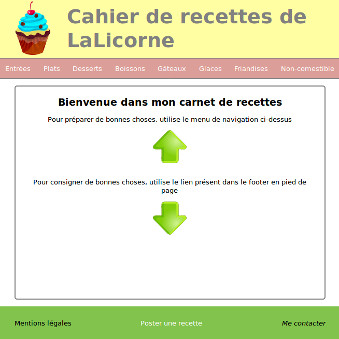 Cahier de recettes de
LaLicorne
Entrées Plats Desserts Boissons Gâteaux Glaces Friandises Non-comestible
Bienvenue dans mon carnet de recettes
Pour préparer de bonnes choses, utilise le menu de navigation ci-dessus
Pour consigner de bonnes choses, utilise le lien présent dans le footer en pied de
page
Mentions légales Poster une recette Me contacter